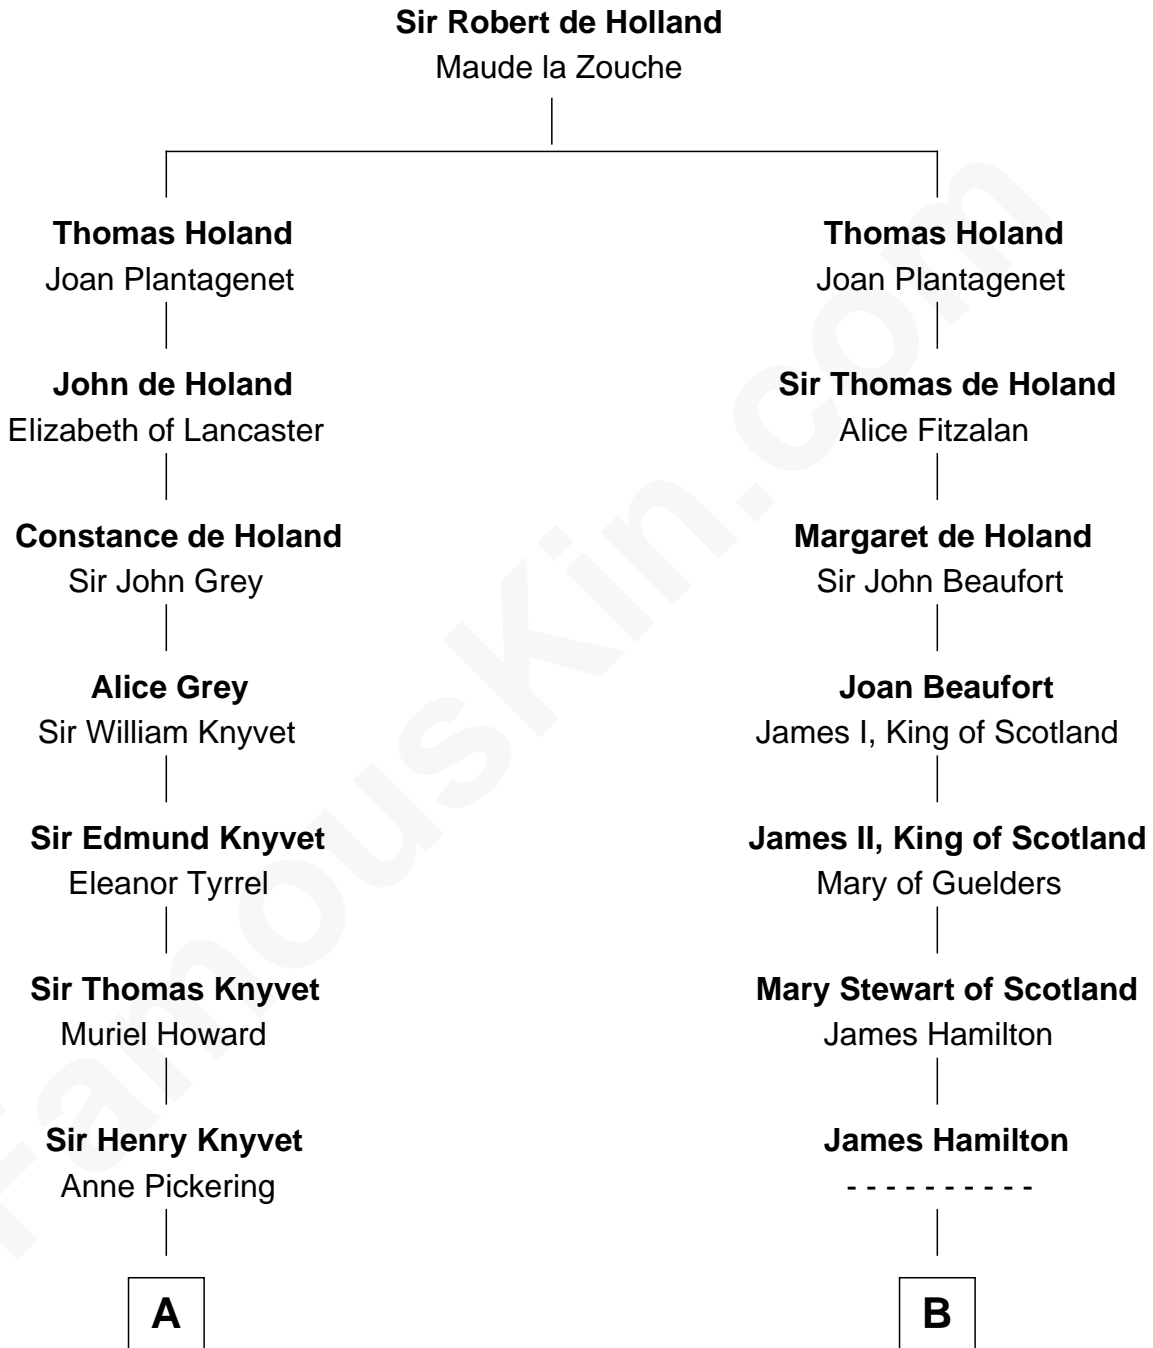 Sir Robert de Holland
Maude la Zouche
Thomas Holand
Joan Plantagenet
John de Holand
Elizabeth of Lancaster
Constance de Holand
Sir John Grey
Alice Grey
Sir William Knyvet
Sir Edmund Knyvet
Eleanor Tyrrel
Sir Thomas Knyvet
Muriel Howard
Sir Henry Knyvet
Anne Pickering
A
Thomas Holand
Joan Plantagenet
Sir Thomas de Holand
Alice Fitzalan
Margaret de Holand
Sir John Beaufort
Joan Beaufort
James I, King of Scotland
James II, King of Scotland
Mary of Guelders
Mary Stewart of Scotland
James Hamilton
James Hamilton
- - - - - - - - - -
B
FamousKin.com